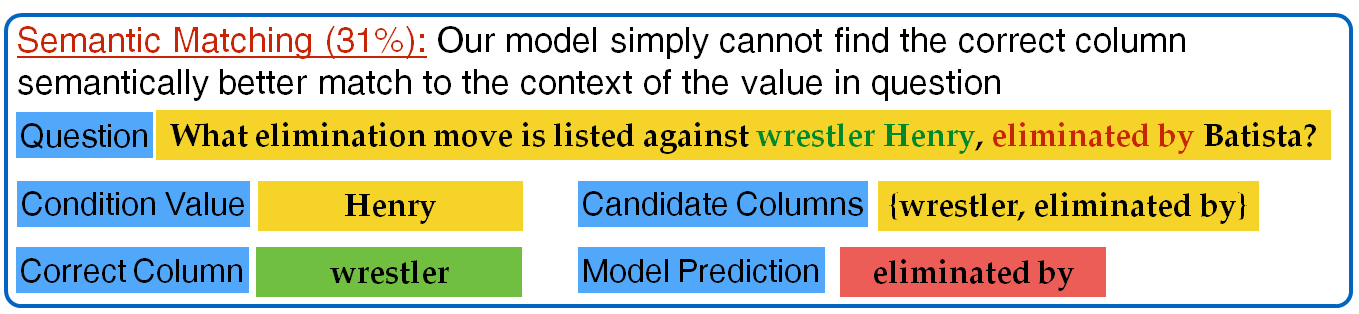 Semantic Matching (31%): Our model simply cannot find the correct column
semantically better match to the context of the value in question
Question What elimination move is listed against wrestler Henry, eliminated by Batista?
Condition Value Henry Candidate Columns {wrestler, eliminated by}
Correct Column wrestler Model Prediction eliminated by